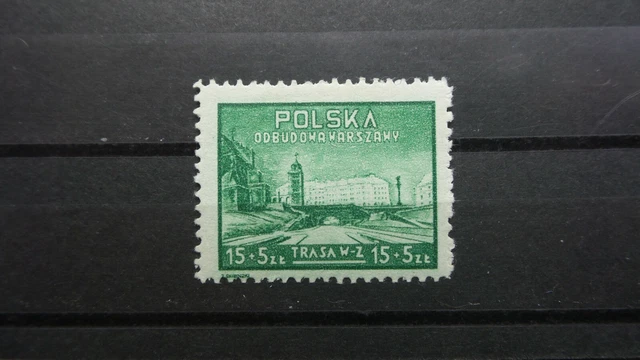 POLSKA
ODBUDOWA WARSZAWY
15+5ZŁ TRASA W-Z 15+5ZŁ